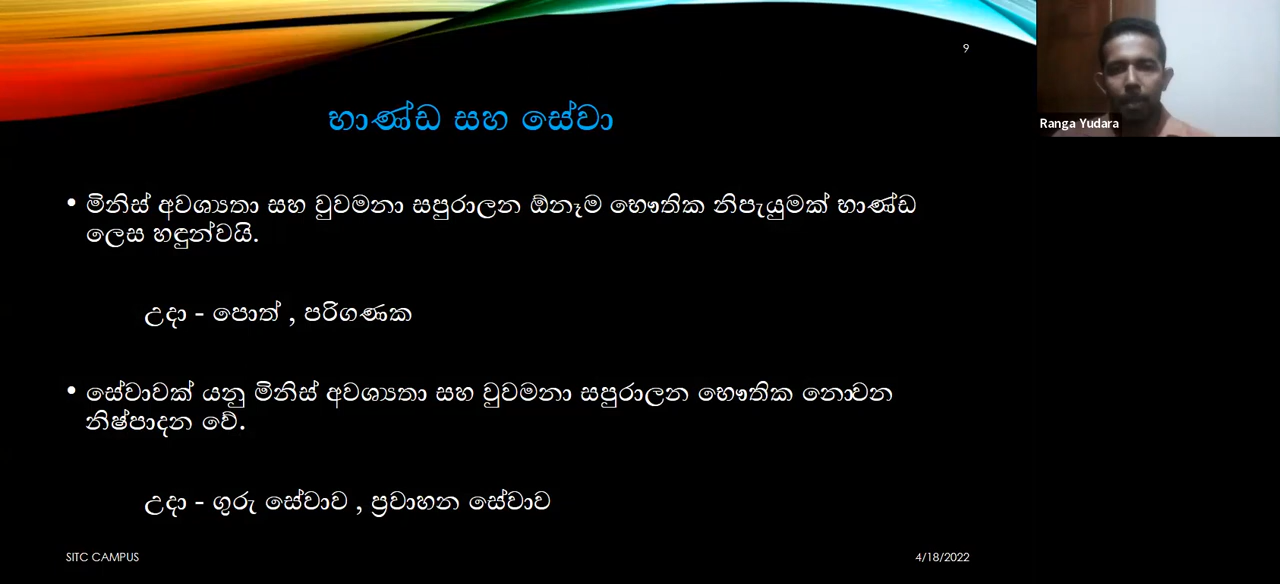 9
භාණ්ඩ සහ සේවා
Ranga Yudara
• මිනිස් අවශ්‍යතා සහ වුවමනා සපුරාලන ඕනෑම භෞතික නිපැයුමක් භාණ්ඩ
ලෙස හඳුන්වයි.
උදා - පොත් , පරිගණක
• සේවාවක් යනු මිනිස් අවශ්‍යතා සහ වුවමනා සපුරාලන භෞතික නොවන
නිෂ්පාදන වේ.
උදා - ගුරු සේවාව , ප්‍රවාහන සේවාව
SITC CAMPUS
4/18/2022